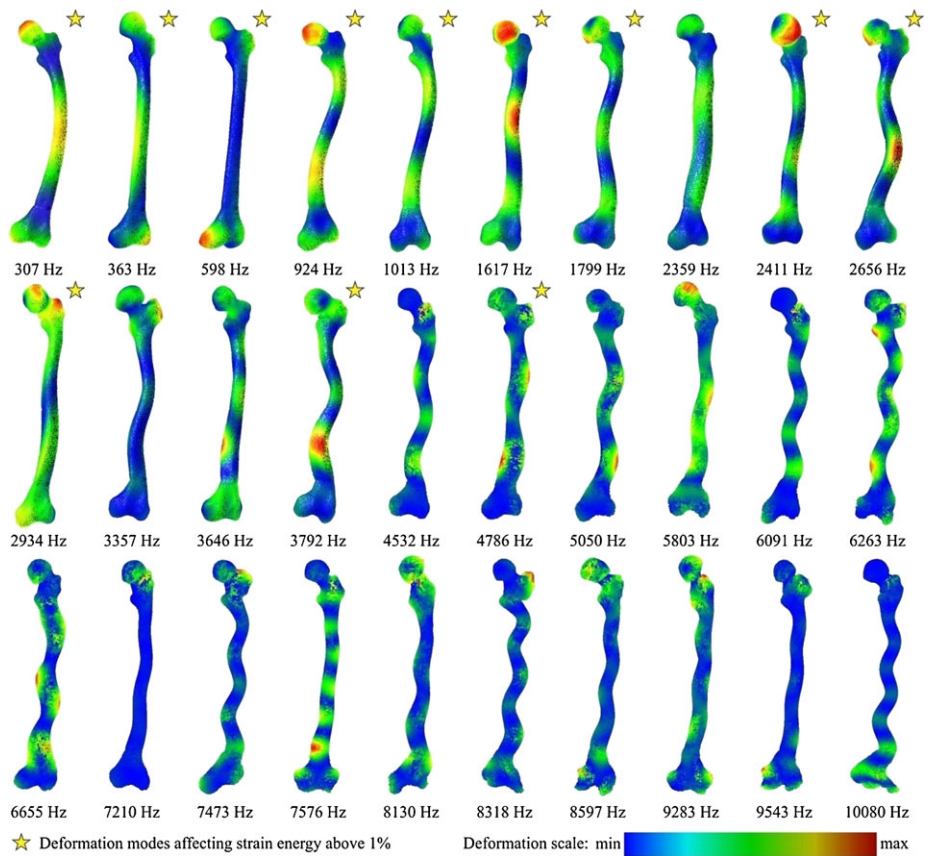 307 Hz 363 Hz 598 Hz 924 Hz 1013 Hz 1617 Hz 1799 Hz 2359 Hz 2411 Hz 2656 Hz
2934 Hz 3357 Hz 3646 Hz 3792 Hz 4532 Hz 4786 Hz 5050 Hz 5803 Hz 6091 Hz 6263 Hz
6655 Hz 7210 Hz 7473 Hz 7576 Hz 8130 Hz 8318 Hz 8597 Hz 9283 Hz 9543 Hz 10080 Hz
Deformation modes affecting strain energy above 1% Deformation scale: min max